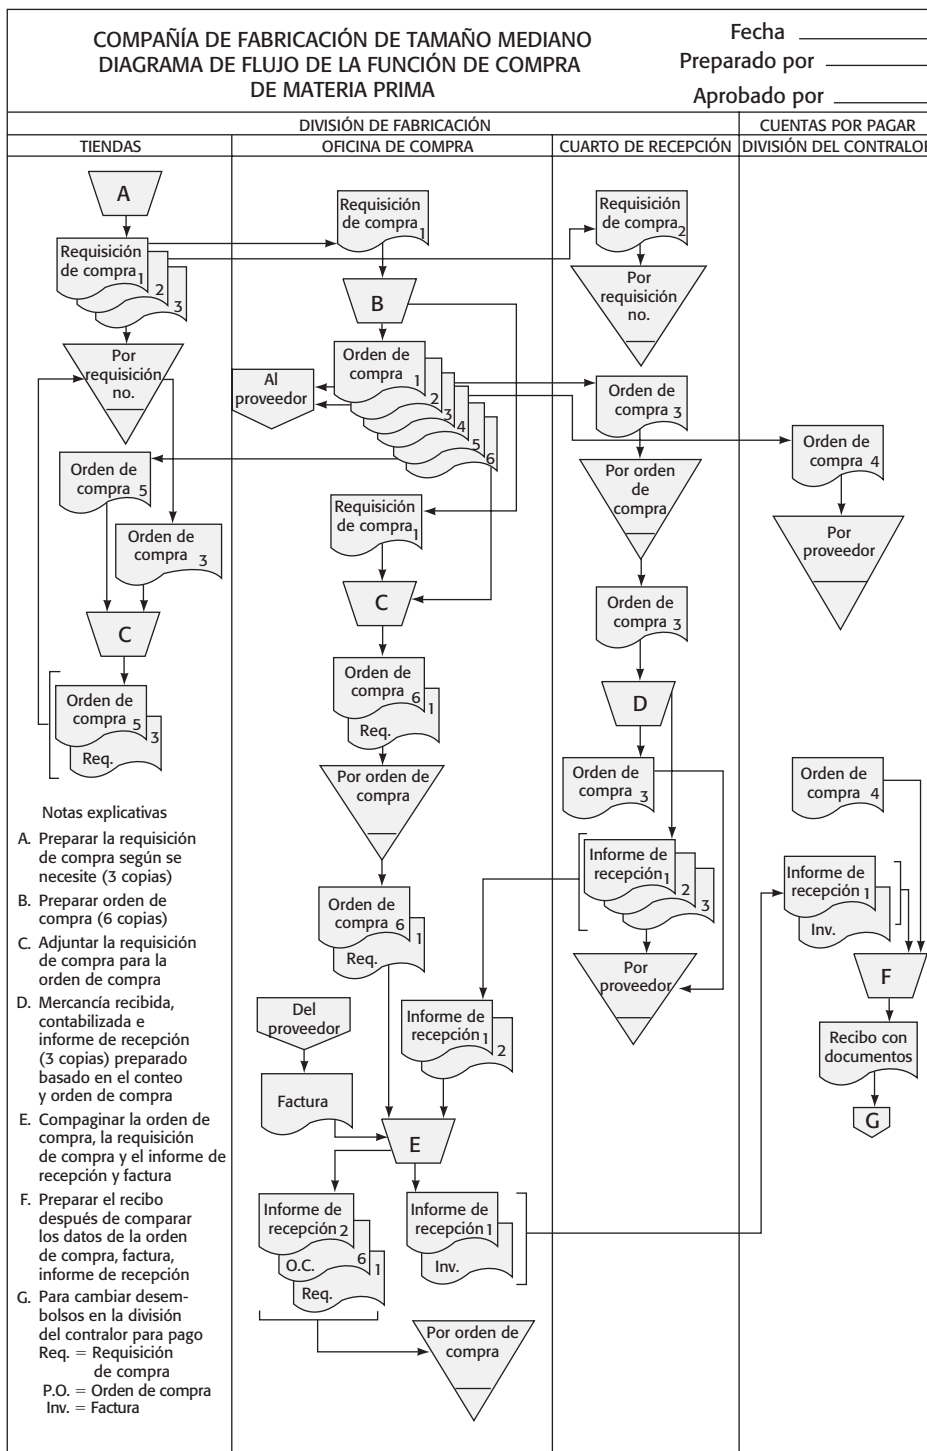 COMPAÑÍA DE FABRICACIÓN DE TAMAÑO MEDIANO
DIAGRAMA DE FLUJO DE LA FUNCIÓN DE COMPRA
DE MATERIA PRIMA
Fecha
Preparado por
Aprobado por
DIVISIÓN DE FABRICACIÓN
CUENTAS POR PAGAR
TIENDAS
OFICINA DE COMPRA
CUARTO DE RECEPCIÓN
DIVISIÓN DEL CONTRALOR
A
Requisición
de compra 1
2
3
Por
requisición
no.
Orden de
compra 5
Orden de
compra 3
C
Orden de
compra 5
3
Req.
Notas explicativas
A. Preparar la requisición
de compra según se
necesite (3 copias)
B. Preparar orden de
compra (6 copias)
C. Adjuntar la requisición
de compra para la
orden de compra
D. Mercancía recibida,
contabilizada e
informe de recepción
(3 copias) preparado
basado en el conteo
y orden de compra
E. Compaginar la orden de
compra, la requisición
de compra y el informe de
recepción y factura
F. Preparar el recibo
después de comparar
los datos de la orden
de compra, factura,
informe de recepción
G. Para cambiar desem-
bolsos en la división
del contralor para pago
Req. = Requisición
de compra
P.O. = Orden de compra
Inv. = Factura
Requisición
de compra 1
B
Orden de
compra 1
2
3
4
5
6
Al
proveedor
Requisición
de compra 1
C
Orden de
compra 6
1
Req.
Por orden de
compra
Orden de
compra 6
1
Req.
Del
proveedor
Factura
Informe de
recepción 1
2
E
Informe de
recepción 2
O.C. 6
1
Req.
Informe de
recepción 1
Inv.
Por orden de
compra
Requisición
de compra 2
Por
requisición
no.
Orden de
compra 3
Por orden
de
compra
Orden de
compra 3
D
Orden de
compra 3
Informe de
recepción 1
2
3
Por
proveedor
Orden de
compra 4
Por
proveedor
Orden de
compra 4
Informe de
recepción 1
Inv.
F
Recibo con
documentos
G